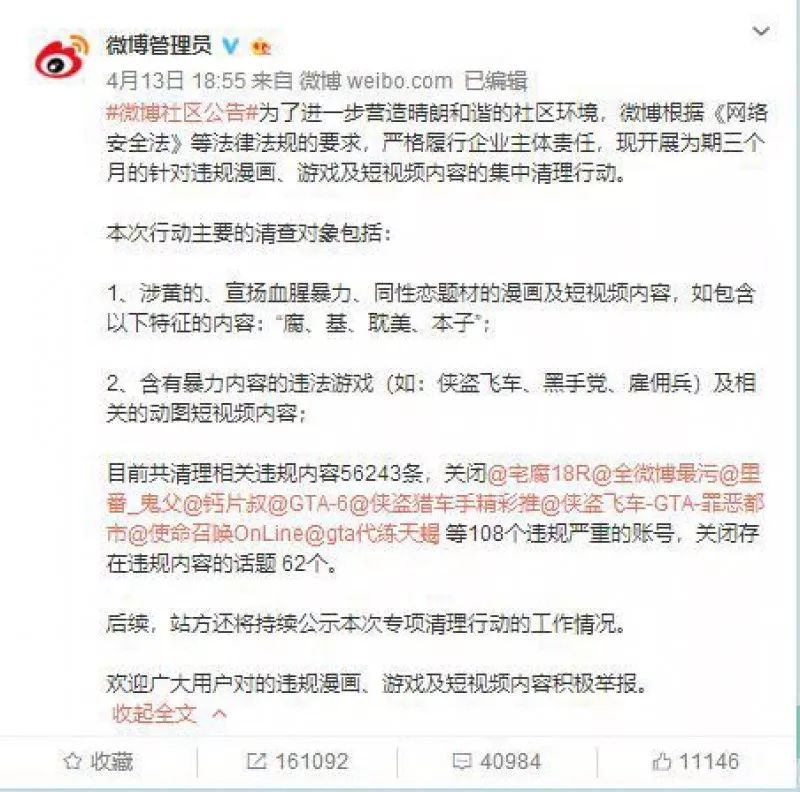 微博管理员
4月13日 18:55 来自 微博 weibo.com 已编辑
#微博社区公告#为了进一步营造晴朗和谐的社区环境，微博根据《网络
安全法》等法律法规的要求，严格履行企业主体责任，现开展为期三个
月的针对违规漫画、游戏及短视频内容的集中清理行动。
本次行动主要的清查对象包括：
1、涉黄的、宣扬血腥暴力、同性恋题材的漫画及短视频内容，如包含
以下特征的内容：“腐、基、耽美、本子”；
2、含有暴力内容的违法游戏（如：侠盗飞车、黑手党、雇佣兵）及相
关的动图短视频内容；
目前共清理相关违规内容56243条，关闭@宅腐18R@全微博最污@里
番_鬼父@钙片叔@GTA-6@侠盗猎车手精彩推@侠盗飞车-GTA-罪恶都
市@使命召唤OnLine@gta代练天蝎 等108个违规严重的账号，关闭存
在违规内容的话题 62个。
后续，站方还将持续公示本次专项清理行动的工作情况。
欢迎广大用户对的违规漫画、游戏及短视频内容积极举报。
收起全文
收藏 161092 40984 11146